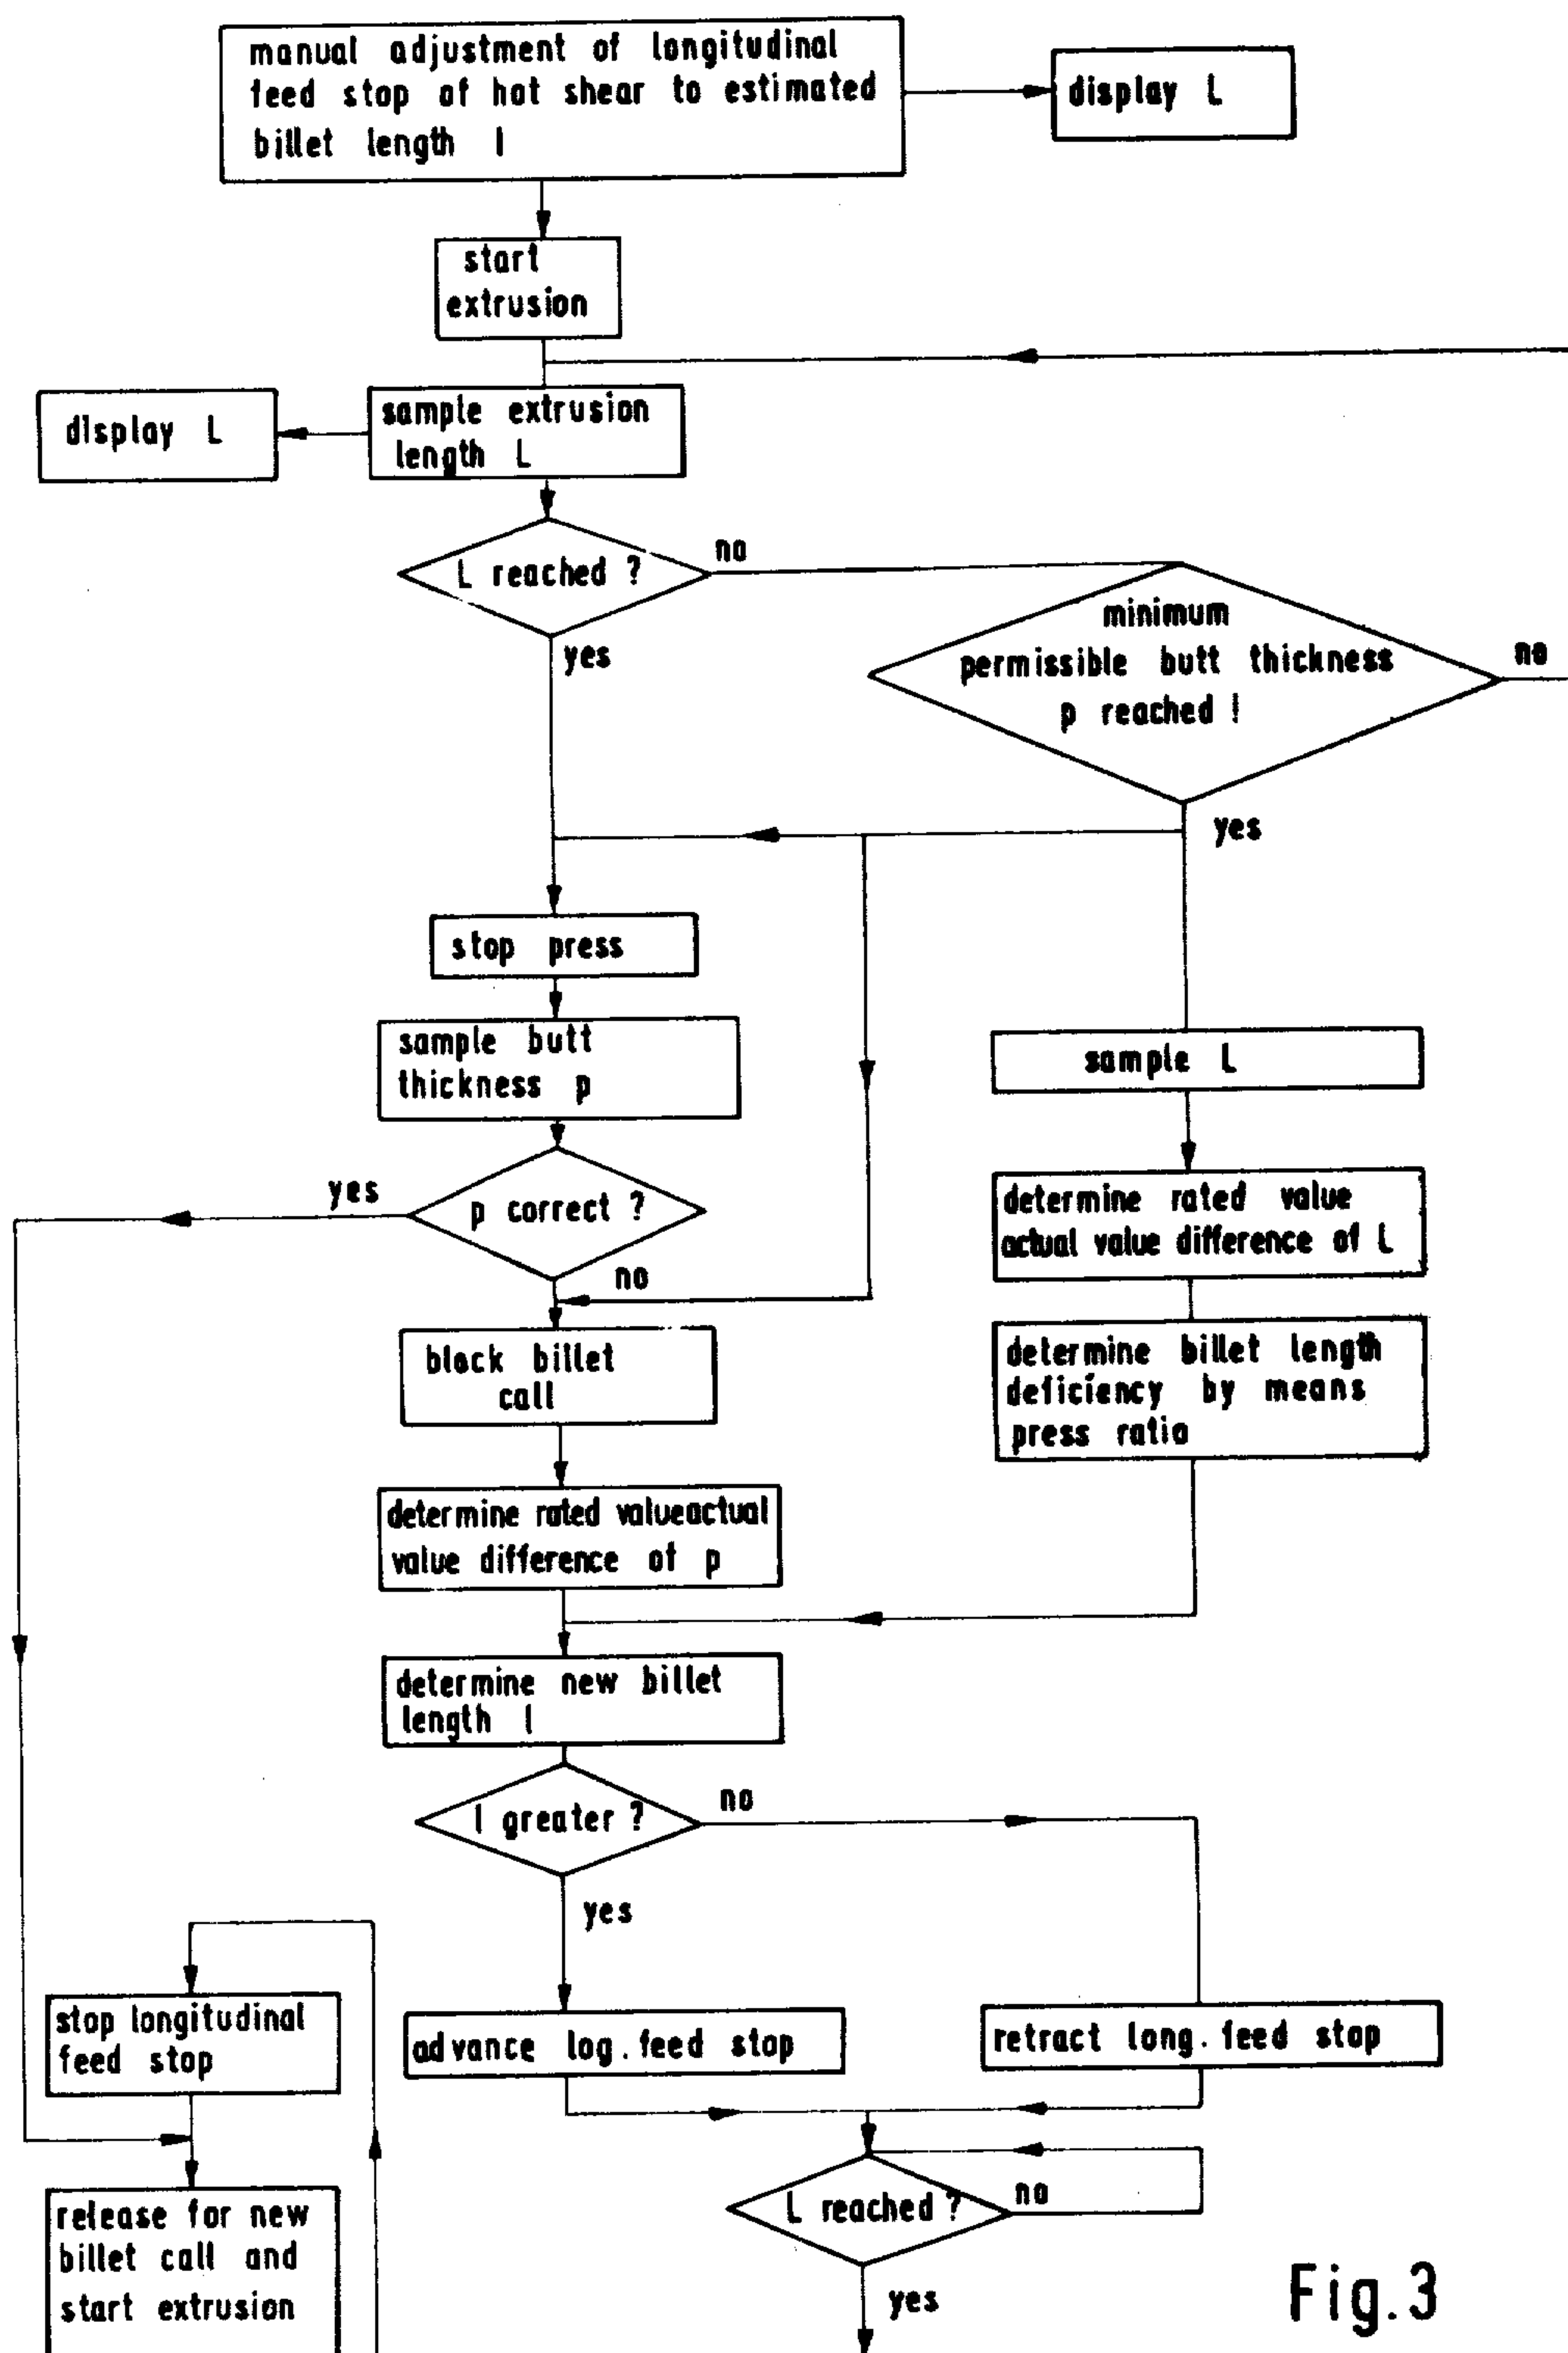 manual adjustment of longitudinal
feed stop of hot shear to estimated
billet length l
display L
start
extrusion
display L
sample extrusion
length L
L reached ?
no
yes
minimum
permissible butt thickness
p reached !
no
yes
stop press
sample butt
thickness p
sample L
yes
p correct ?
no
determine rated value
actual value difference of L
block billet
call
determine billet length
deficiency by means
press ratio
determine rated valueactual
value difference of p
determine new billet
length l
l greater ?
no
yes
stop longitudinal
feed stop
advance log. feed stop
retract long. feed stop
release for new
billet call and
start extrusion
L reached ?
no
yes
Fig. 3